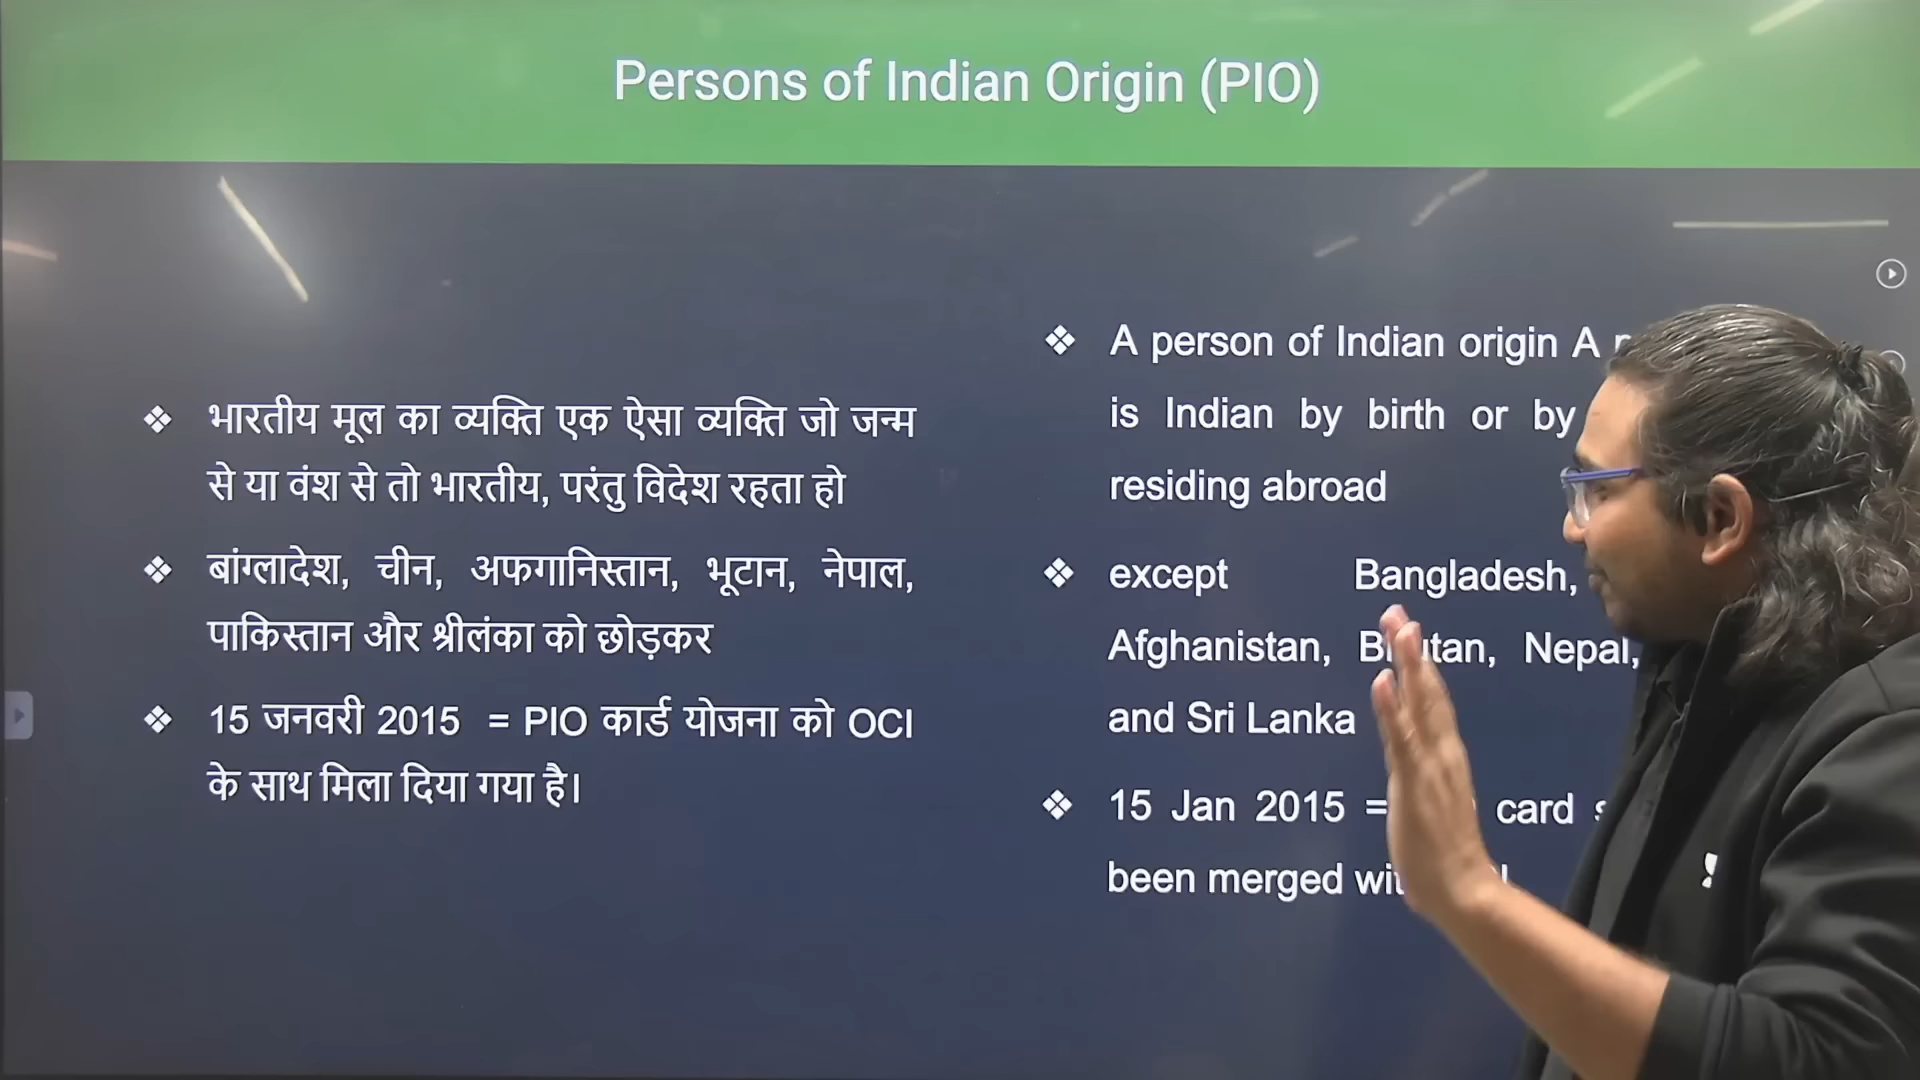 Persons of Indian Origin (PIO)
भारतीय मूल का व्यक्ति एक ऐसा व्यक्ति जो जन्म
से या वंश से तो भारतीय, परंतु विदेश रहता हो
बांग्लादेश, चीन, अफगानिस्तान, भूटान, नेपाल,
पाकिस्तान और श्रीलंका को छोड़कर
15 जनवरी 2015 = PIO कार्ड योजना को OCI
के साथ मिला दिया गया है।
A person of Indian origin A
is Indian by birth or by
residing abroad
except Bangladesh,
Afghanistan, Bhutan, Nepal,
and Sri Lanka
15 Jan 2015 = card
been merged